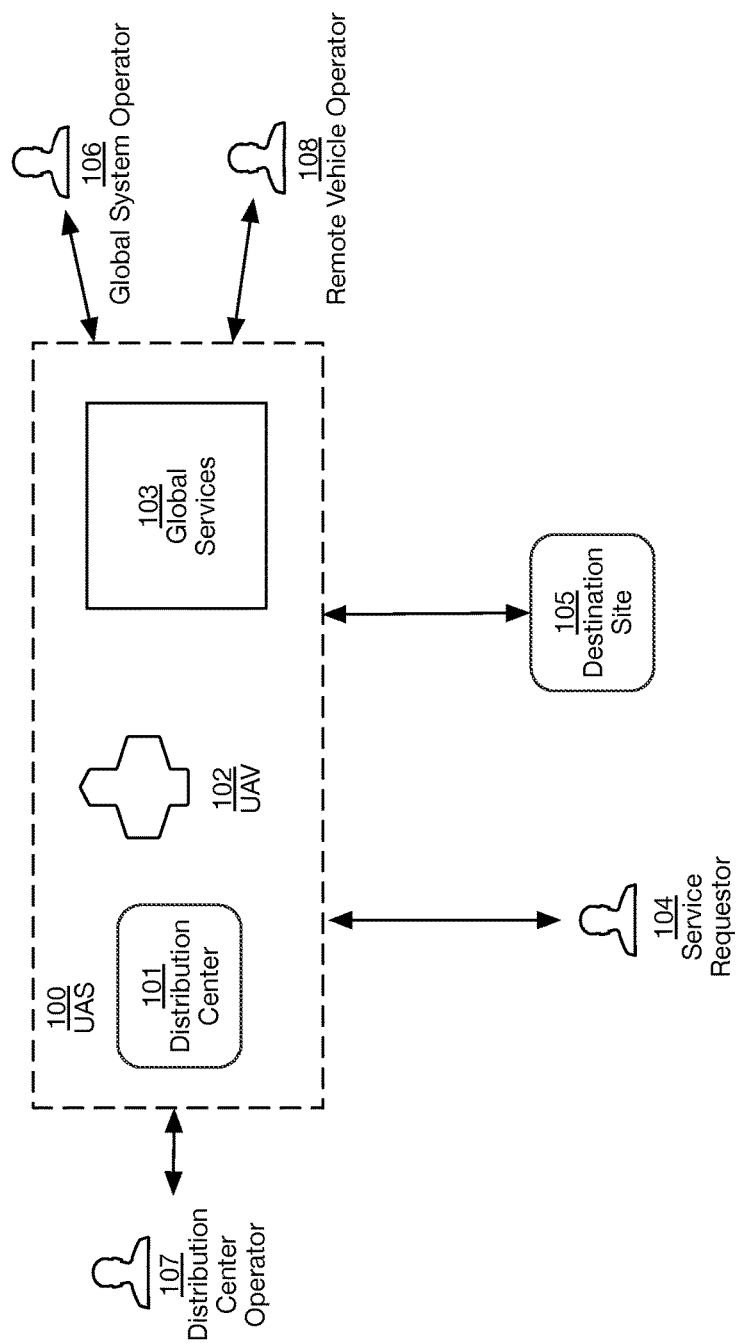 106
Global System Operator
108
Remote Vehicle Operator
100
UAS
101
Distribution
Center
102
UAV
103
Global
Services
107
Distribution
Center
Operator
104
Service
Requestor
105
Destination
Site